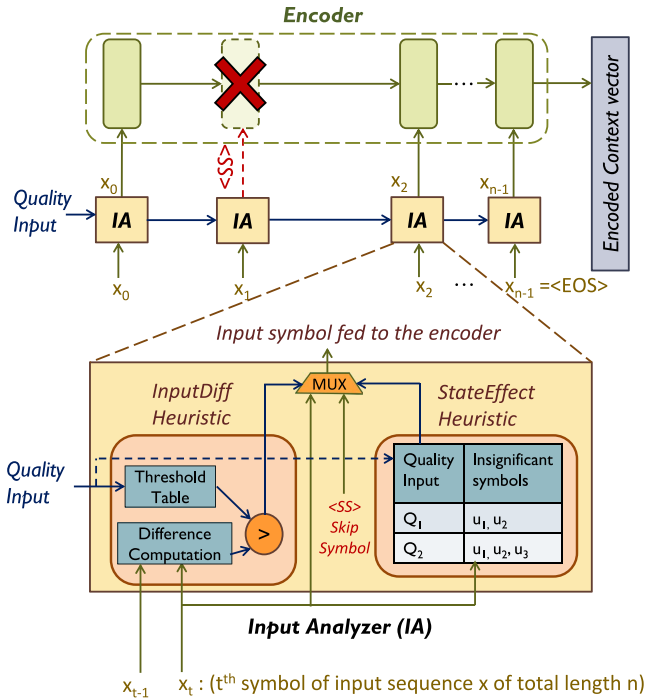 Encoder
Encoded Context vector
<SS>
x0
x2
xn-1
Quality
Input
IA
IA
IA
IA
x0
x1
x2
...
xn-1 =<EOS>
Input symbol fed to the encoder
MUX
InputDiff
Heuristic
StateEffect
Heuristic
Quality
Input
Threshold
Table
Difference
Computation
>
<SS>
Skip
Symbol
Quality
Input
Insignificant
symbols
Q1
u1, u2
Q2
u1, u2, u3
Input Analyzer (IA)
xt-1
xt : (tth symbol of input sequence x of total length n)